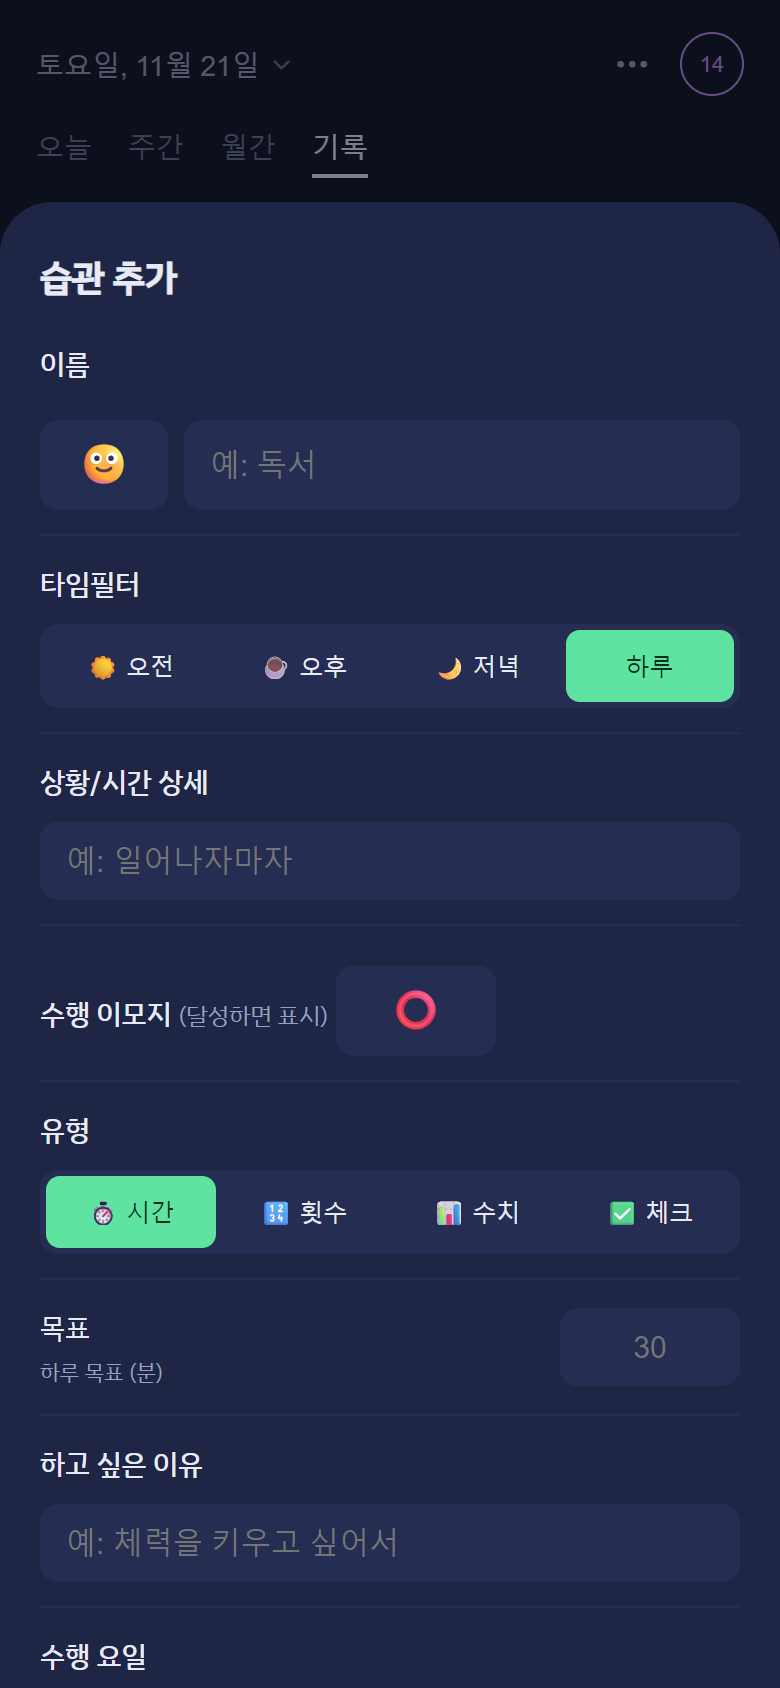 토요일, 11월 21일
14
오늘 주간 월간 기록
습관 추가
이름
예: 독서
타임필터
오전 오후 저녁 하루
상황/시간 상세
예: 일어나자마자
수행 이모지 (달성하면 표시)
유형
시간 횟수 수치 체크
목표
30
하루 목표 (분)
하고 싶은 이유
예: 체력을 키우고 싶어서
수행 요일